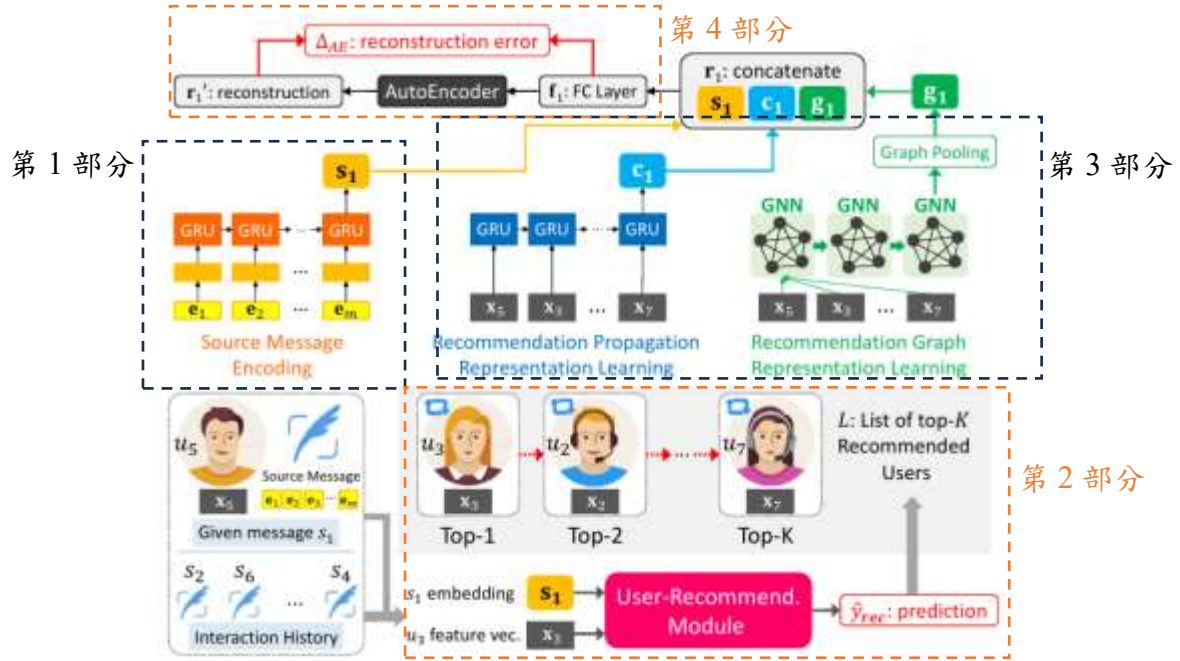 第 4 部分
Δ_AE: reconstruction error
r₁': reconstruction
AutoEncoder
f₁: FC Layer
r₁: concatenate
s₁ c₁ g₁
g₁
Graph Pooling
第 1 部分
第 3 部分
s₁
c₁
GNN GNN GNN
GRU GRU ... GRU
GRU GRU ... GRU
e₁ e₂ ... eₘ
x₅ x₃ ... x₇
x₅ x₃ ... x₇
Source Message
Encoding
Recommendation Propagation
Representation Learning
Recommendation Graph
Representation Learning
u₅
Source Message
x₅
e₁ e₂ e₃ ... eₘ
Given message s₁
s₂ s₆ s₄
...
Interaction History
u₃ u₂ ... u₇
x₃ x₂ x₇
Top-1 Top-2 Top-K
L: List of top-K
Recommended
Users
第 2 部分
s₁ embedding
s₁
u₃ feature vec.
x₃
User-Recommend.
Module
ŷ_rec: prediction